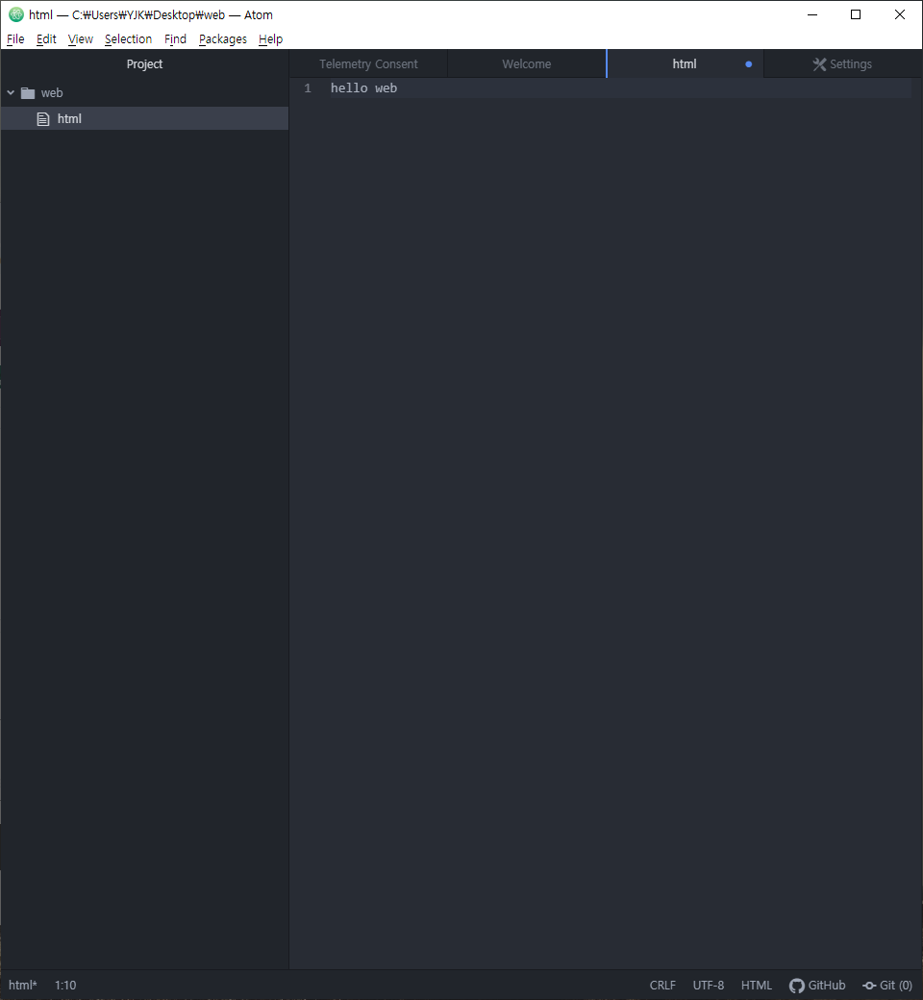 html — C:₩Users₩YJK₩Desktop₩web — Atom
File Edit View Selection Find Packages Help
Project
Telemetry Consent Welcome html Settings
web
html
1 hello web
html* 1:10 CRLF UTF-8 HTML GitHub Git (0)